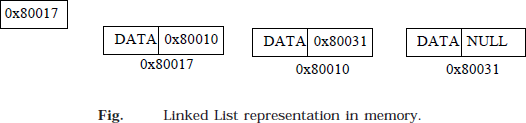 0x80017
DATA 0x80010
DATA 0x80031
DATA NULL
0x80017
0x80010
0x80031
Fig. Linked List representation in memory.